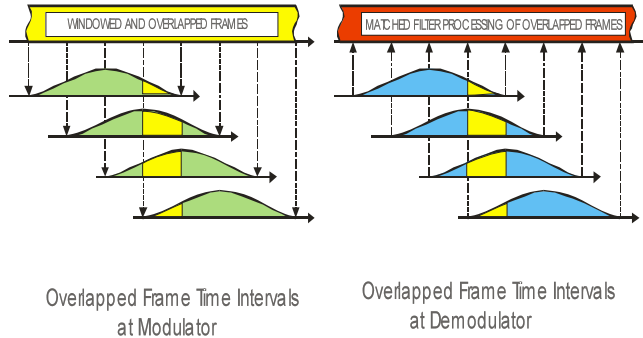 WINDOWED AND OVERLAPPED FRAMES
MATCHED FILTER PROCESSING OF OVERLAPPED FRAMES
Overlapped Frame Time Intervals
at Modulator
Overlapped Frame Time Intervals
at Demodulator